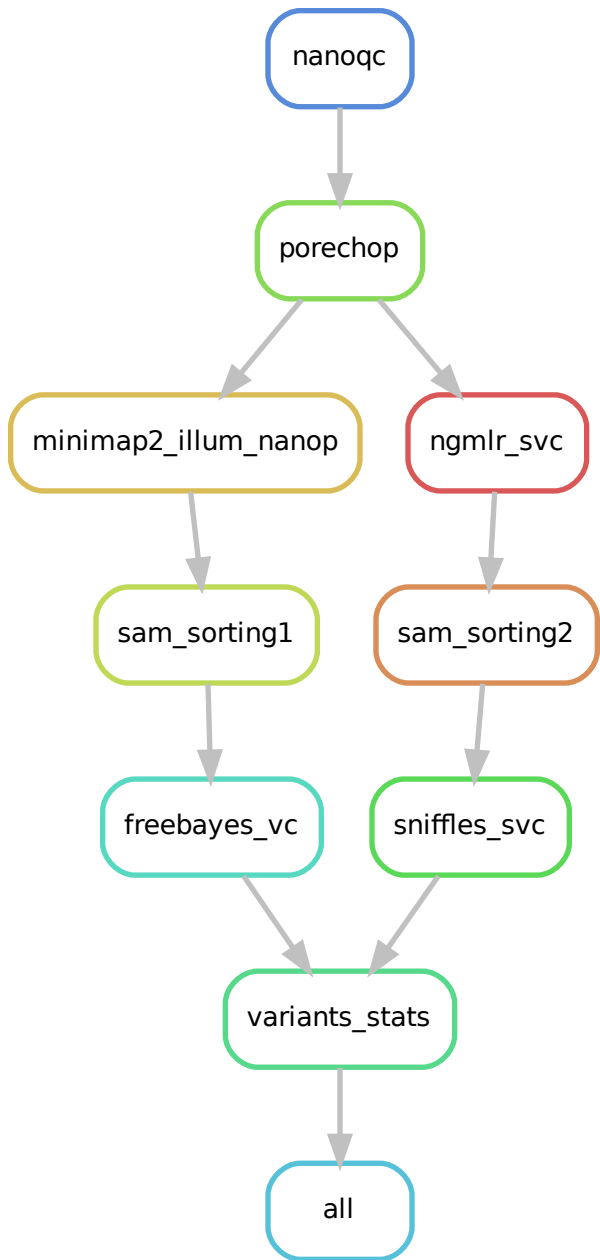 nanoqc
porechop
minimap2_illum_nanop
ngmlr_svc
sam_sorting1
sam_sorting2
freebayes_vc
sniffles_svc
variants_stats
all